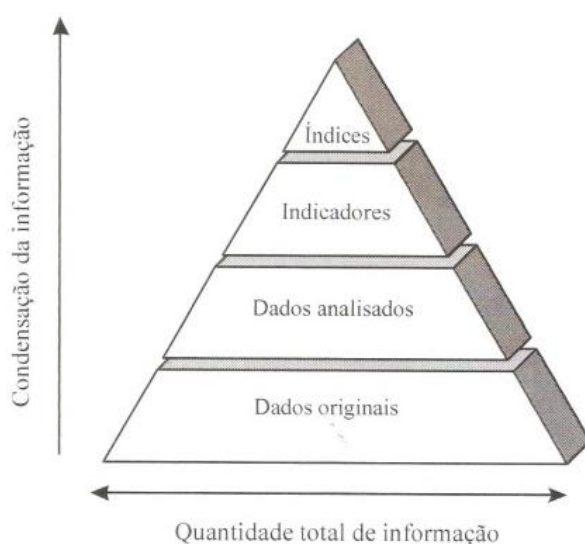 Condensação da informação
Índices
Indicadores
Dados analisados
Dados originais
Quantidade total de informação